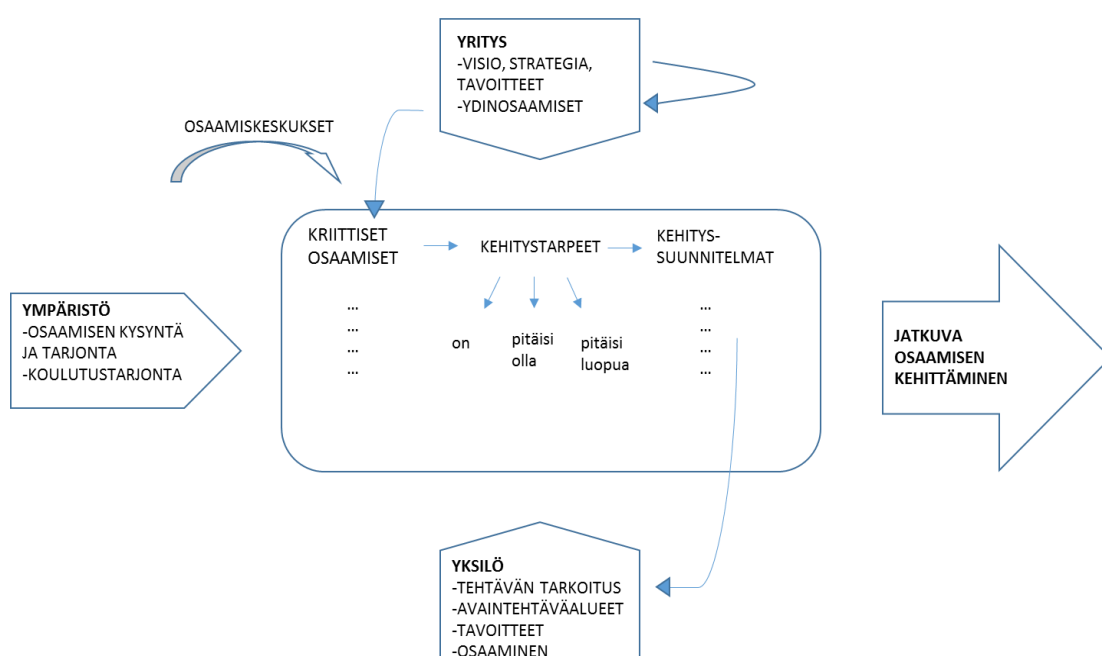 YRITYS
-VISIO, STRATEGIA,
TAVOITTEET
-YDINOSAAMISET
OSAAMISKESKUKSET
KRIITTISET
OSAAMISET
KEHITYSTARPEET
KEHITYS-
SUUNNITELMAT
YMPÄRISTÖ
-OSAAMISEN KYSYNTÄ
JA TARJONTA
-KOULUTUSTARJONTA
...
...
...
...
on
pitäisi
olla
pitäisi
luopua
...
...
...
...
JATKUVA
OSAAMISEN
KEHITTÄMINEN
YKSILÖ
-TEHTÄVÄN TARKOITUS
-AVAINTEHTÄVÄALUEET
-TAVOITTEET
-OSAAMINEN